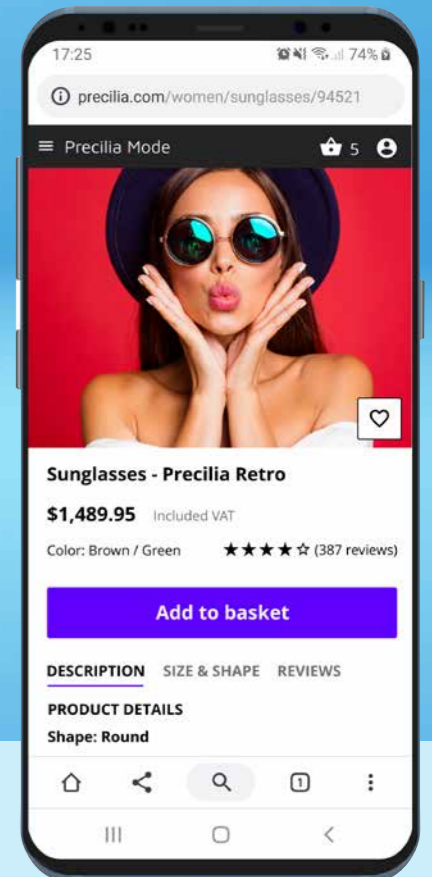 17:25 74%
precilia.com/women/sunglasses/94521
Precilia Mode 5
Sunglasses - Precilia Retro
$1,489.95 Included VAT
Color: Brown / Green ★★★★☆ (387 reviews)
Add to basket
DESCRIPTION SIZE & SHAPE REVIEWS
PRODUCT DETAILS
Shape: Round
1